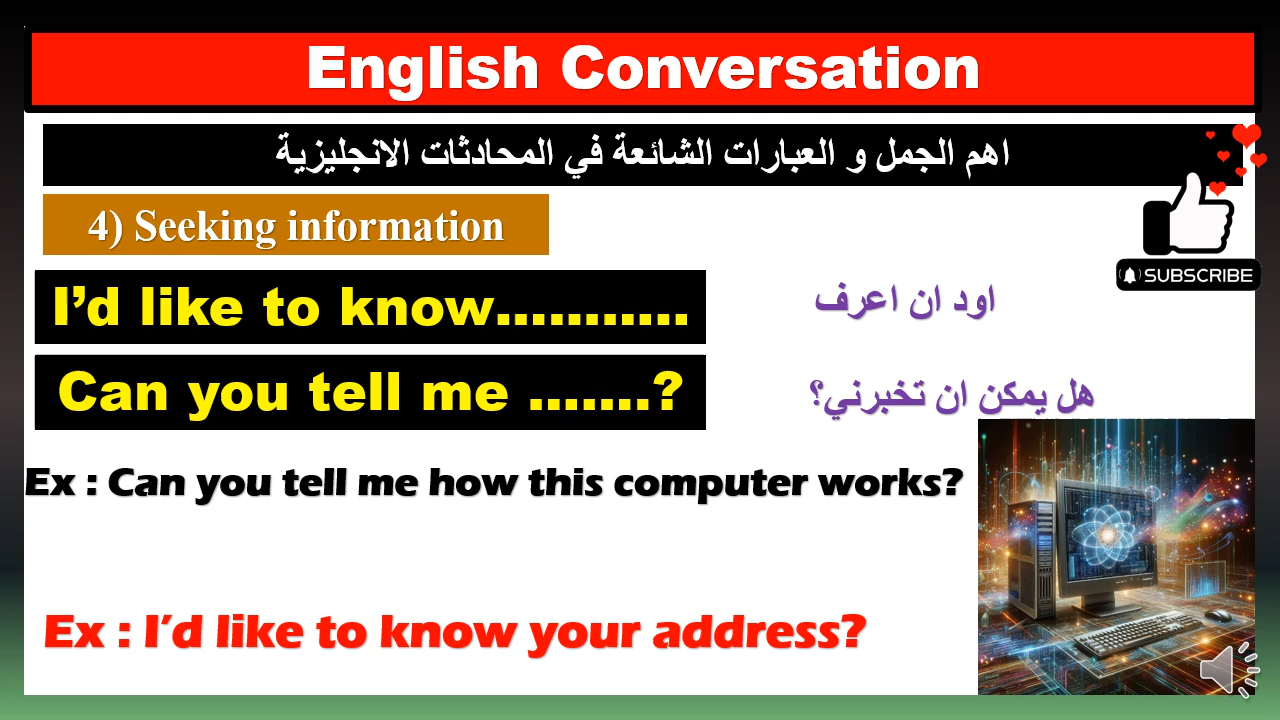 English Conversation
اهم الجمل و العبارات الشائعة في المحادثات الانجليزية
4) Seeking information
SUBSCRIBE
I’d like to know...........
اود ان اعرف
Can you tell me .......?
هل يمكن ان تخبرني؟
Ex : Can you tell me how this computer works?
Ex : I’d like to know your address?